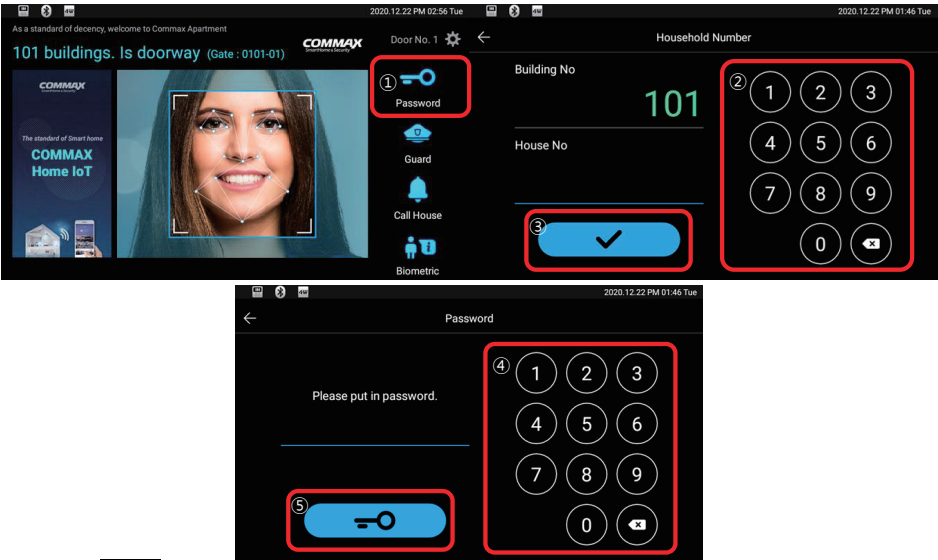 2020.12.22 PM 02:56 Tue
As a standard of decency, welcome to Commax Apartment
101 buildings. Is doorway (Gate : 0101-01)
COMMAX
Smarthome & Security
Door No. 1
COMMAX
Smarthome & Security
The standard of Smart home
COMMAX
Home IoT
① Password
Guard
Call House
Biometric
2020.12.22 PM 01:46 Tue
Household Number
Building No
101
House No
②
1 2 3
4 5 6
7 8 9
0
③
2020.12.22 PM 01:46 Tue
Password
Please put in password.
④
1 2 3
4 5 6
7 8 9
0
⑤